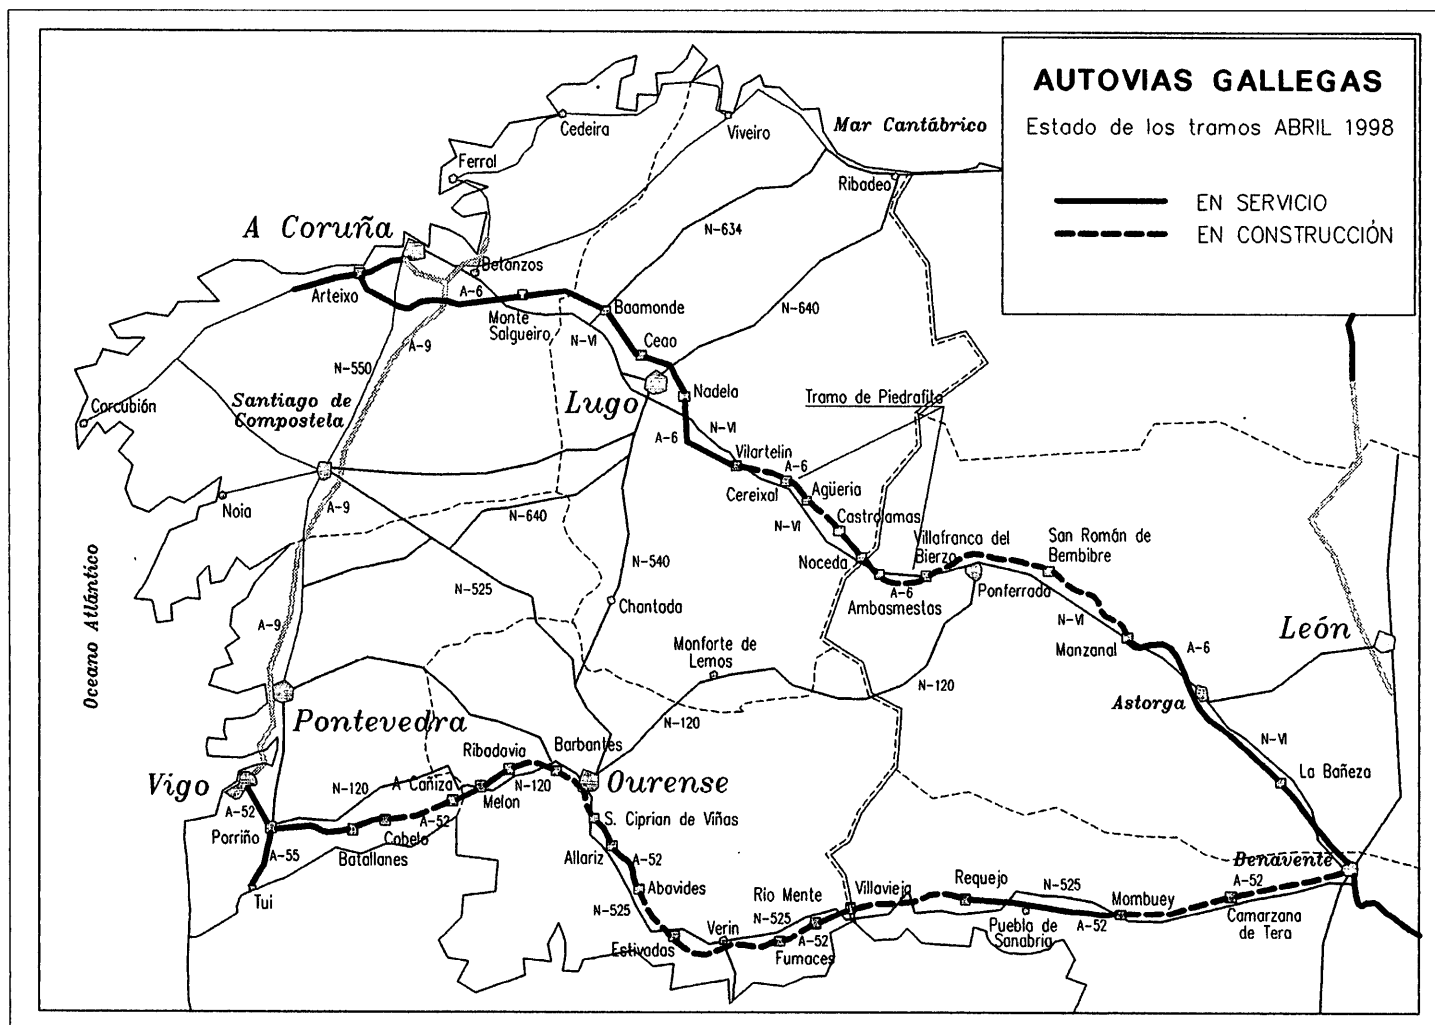 AUTOVIAS GALLEGAS
Estado de los tramos ABRIL 1998
EN SERVICIO
EN CONSTRUCCIÓN
Cedeira
Viveiro
Mar Cantábrico
Ferrol
Ribadeo
N-634
A Coruña
Betanzos
Arteixo
A-6
Monte
Salgueiro
Baamonde
N-640
N-VI
Ceao
A-9
N-550
Lugo
Nadela
Tramo de Piedrafita
Corcubión
Santiago de
Compostela
N-VI
A-6
Vilartelin
A-6
Cereixal
Agüeria
Noia
A-9
N-640
N-VI
Castrolamas
Villafranca del
Bierzo
San Román de
Bembibre
Noceda
A-6
Ambasmestas
Ponferrada
Oceano Atlántico
N-525
N-540
Chantada
A-9
N-VI
Manzanal
A-6
León
Monforte de
Lemos
N-120
Astorga
Pontevedra
N-120
Barbantes
Ribadavia
N-VI
La Bañeza
Vigo
N-120
A Cañiza
Melon
N-120
Ourense
A-52
Porriño
A-52
Cobelo
S. Ciprian de Viñas
A-55
Batallanes
Allariz
A-52
Benavente
Tui
Abavides
Rio Mente
Villavieja
Requejo
N-525
Mombuey
A-52
N-525
Verin
N-525
Puebla de
Sanabria
A-52
Camarzana
de Tera
Estivadas
A-52
Fumaces